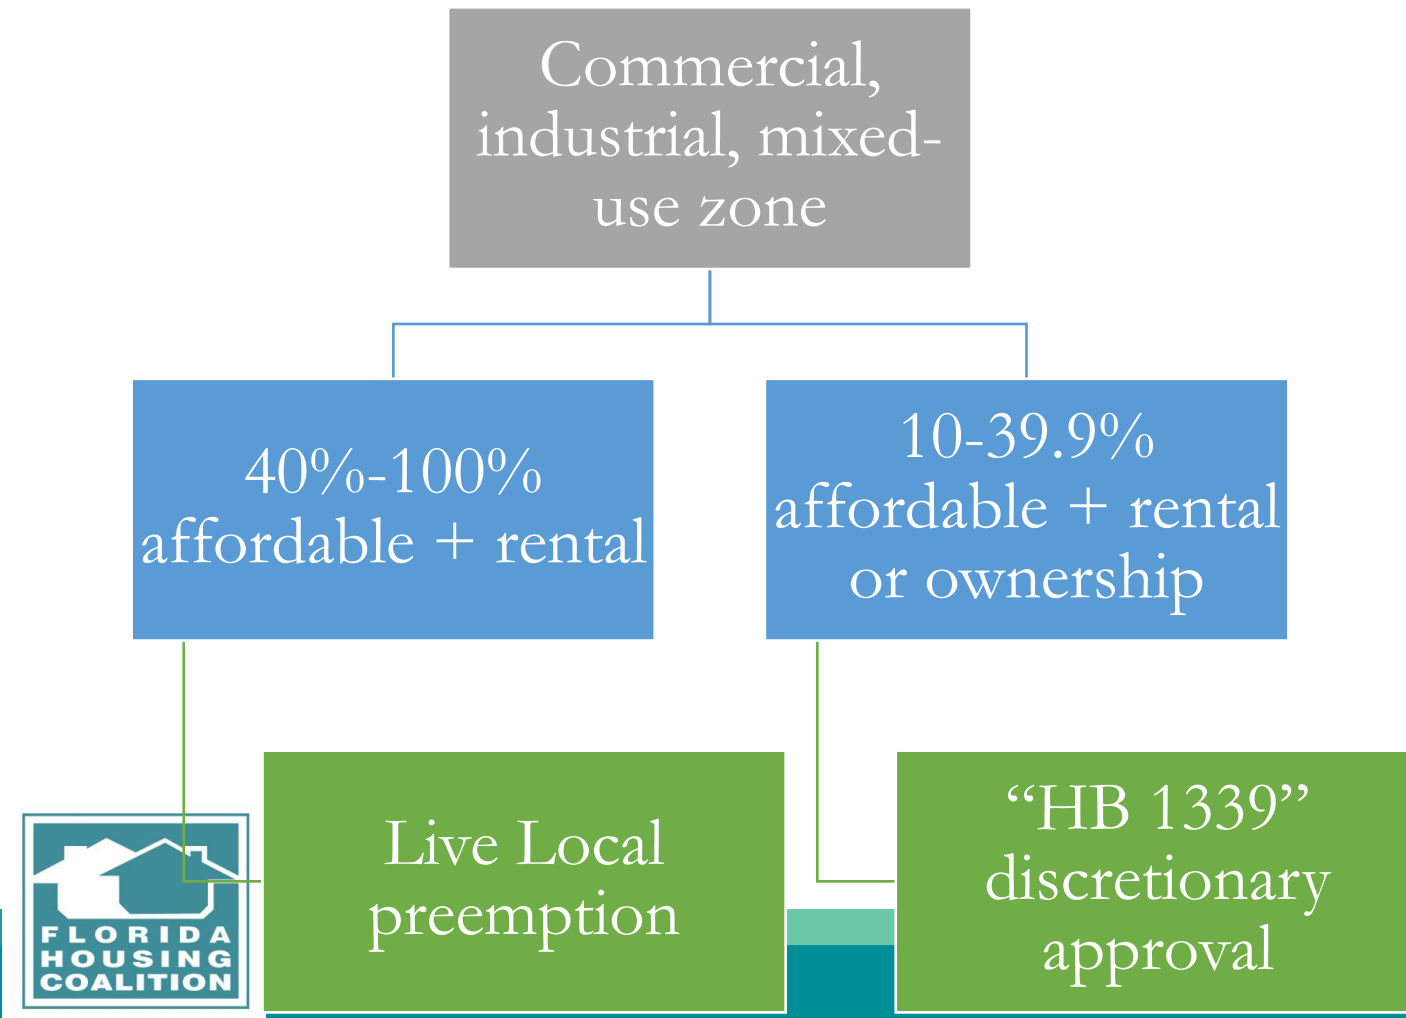 Commercial,
industrial, mixed-
use zone
40%-100%
affordable + rental
10-39.9%
affordable + rental
or ownership
Live Local
preemption
“HB 1339”
discretionary
approval
FLORIDA
HOUSING
COALITION